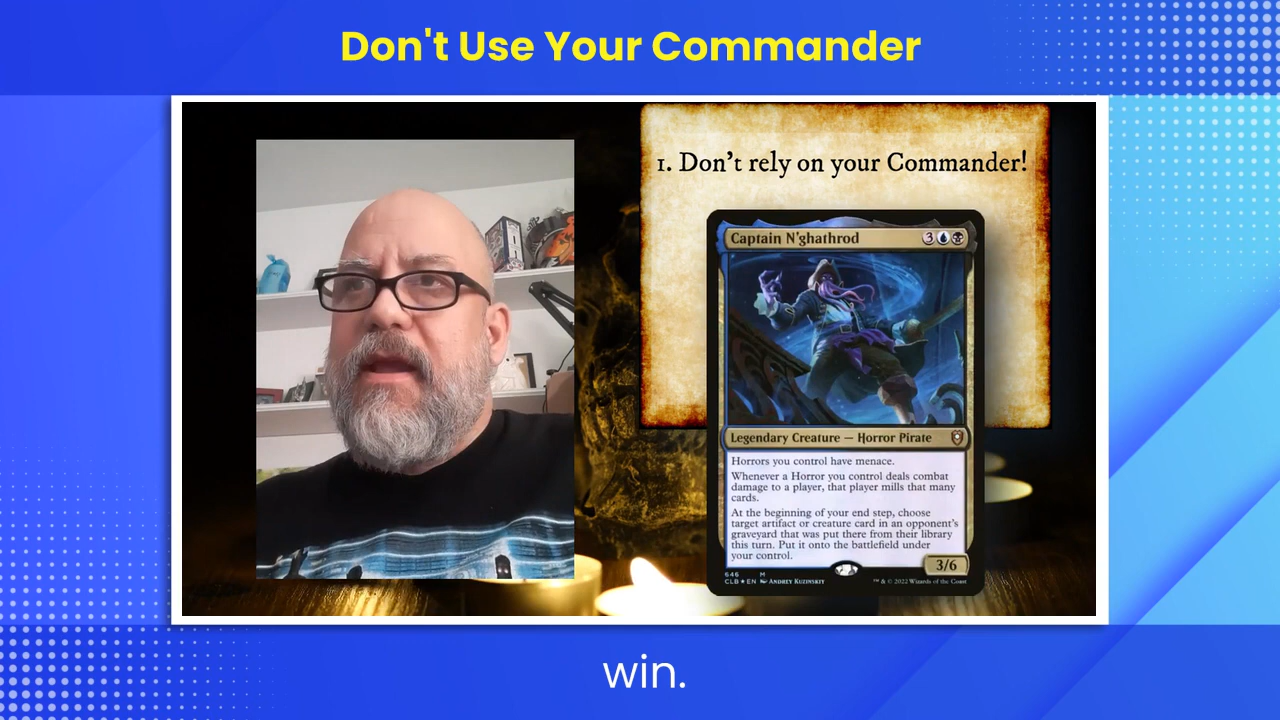 Don't Use Your Commander
1. Don't rely on your Commander!
Captain N'ghathrod 3
Legendary Creature — Horror Pirate
Horrors you control have menace.
Whenever a Horror you control deals combat
damage to a player, that player mills that many
cards.
At the beginning of your end step, choose
target artifact or creature card in an opponent's
graveyard that was put there from their library
this turn. Put it onto the battlefield under
your control.
3/6
646 M
CLB ★ EN Andrey Kuzinskiy ™ & © 2022 Wizards of the Coast
win.